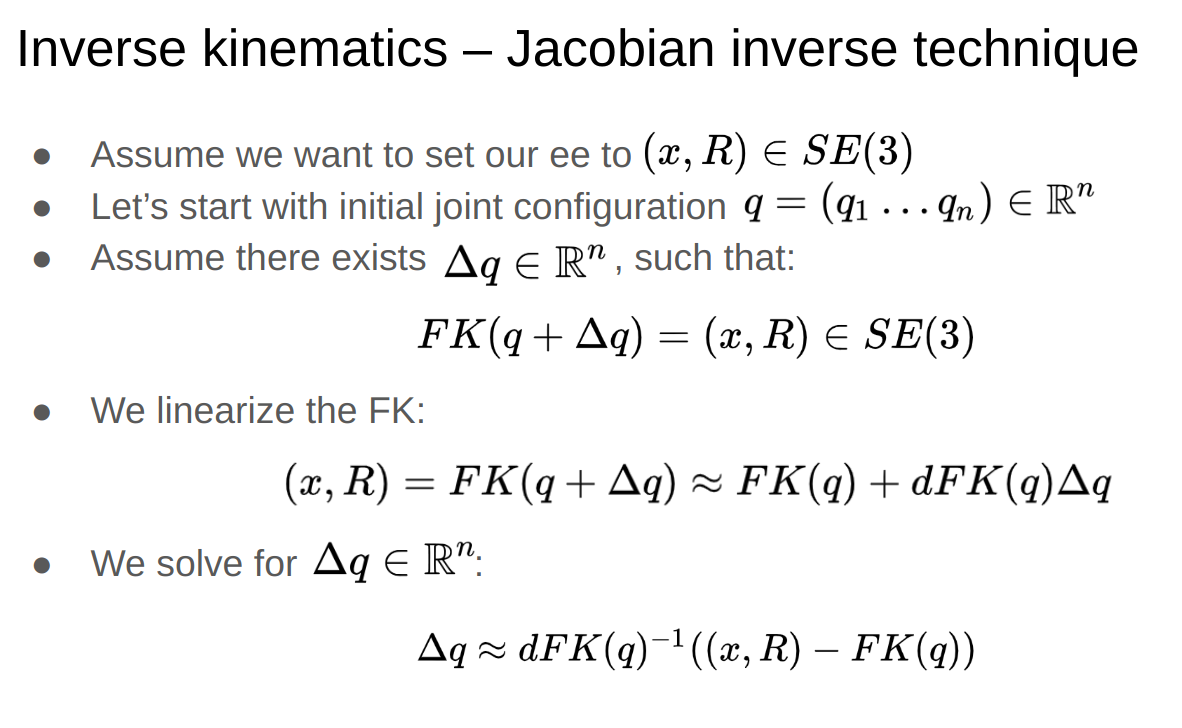 Inverse kinematics – Jacobian inverse technique
● Assume we want to set our ee to (x, R) ∈ SE(3)
● Let’s start with initial joint configuration q = (q₁ … qₙ) ∈ ℝⁿ
● Assume there exists Δq ∈ ℝⁿ , such that:
FK(q + Δq) = (x, R) ∈ SE(3)
● We linearize the FK:
(x, R) = FK(q + Δq) ≈ FK(q) + dFK(q)Δq
● We solve for Δq ∈ ℝⁿ:
Δq ≈ dFK(q)⁻¹((x, R) − FK(q))